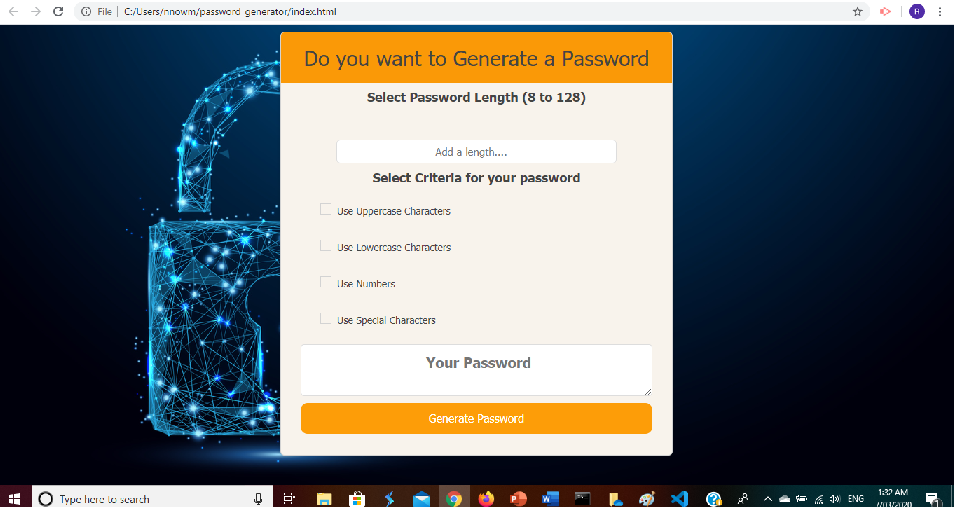 File
C:/Users/nnowm/password-generator/index.html
H
Do you want to Generate a Password
Select Password Length (8 to 128)
Add a length....
Select Criteria for your password
Use Uppercase Characters
Use Lowercase Characters
Use Numbers
Use Special Characters
Your Password
Generate Password
Type here to search
ENG
1:32 AM